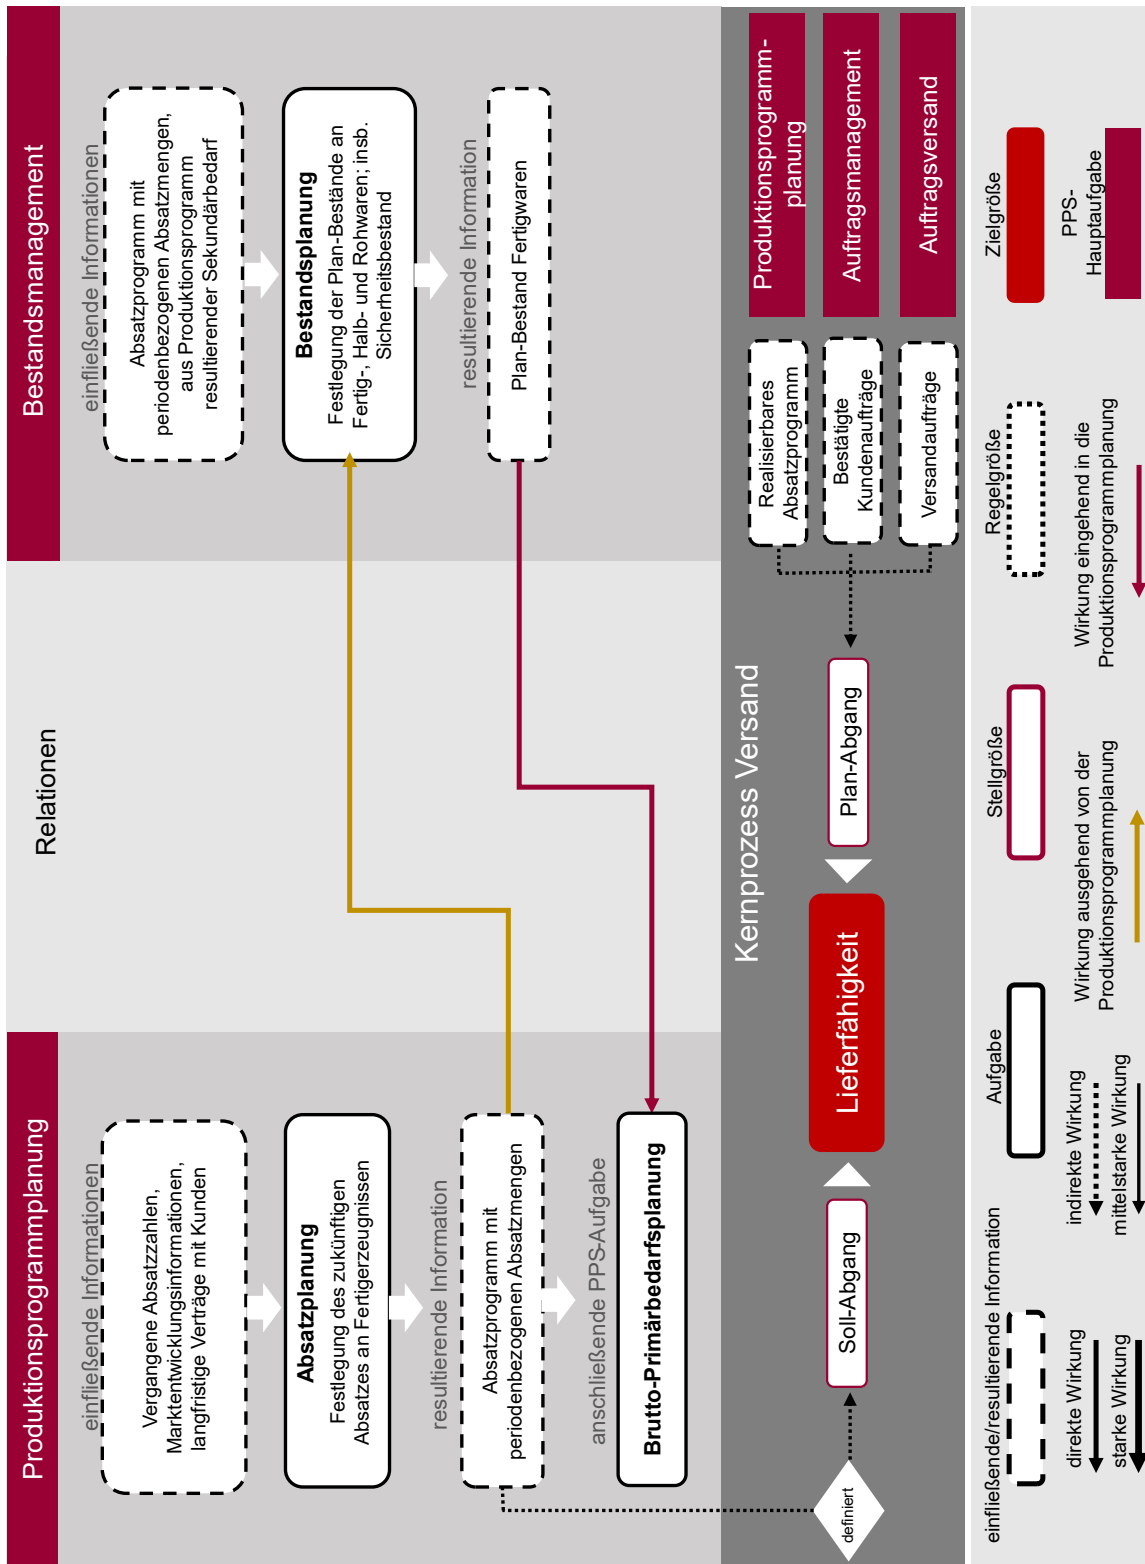 Produktionsprogrammplanung
einfließende Informationen
Vergangene Absatzzahlen,
Marktentwicklungsinformationen,
langfristige Verträge mit Kunden
Absatzplanung
Festlegung des zukünftigen
Absatzes an Fertigerzeugnissen
resultierende Information
Absatzprogramm mit
periodenbezogenen Absatzmengen
anschließende PPS-Aufgabe
Brutto-Primärbedarfsplanung
Relationen
Bestandsmanagement
einfließende Informationen
Absatzprogramm mit
periodenbezogenen Absatzmengen,
aus Produktionsprogramm
resultierender Sekundärbedarf
Bestandsplanung
Festlegung der Plan-Bestände an
Fertig-, Halb- und Rohwaren; insb.
Sicherheitsbestand
resultierende Information
Plan-Bestand Fertigwaren
Kernprozess Versand
definiert
Soll-Abgang
Lieferfähigkeit
Plan-Abgang
Realisierbares
Absatzprogramm
Bestätigte
Kundenaufträge
Versandaufträge
Produktionsprogramm-
planung
Auftragsmanagement
Auftragsversand
einfließende/resultierende Information
Aufgabe
Stellgröße
Regelgröße
Zielgröße
direkte Wirkung
starke Wirkung
indirekte Wirkung
mittelstarke Wirkung
Wirkung ausgehend von der
Produktionsprogrammplanung
Wirkung eingehend in die
Produktionsprogrammplanung
PPS-
Hauptaufgabe